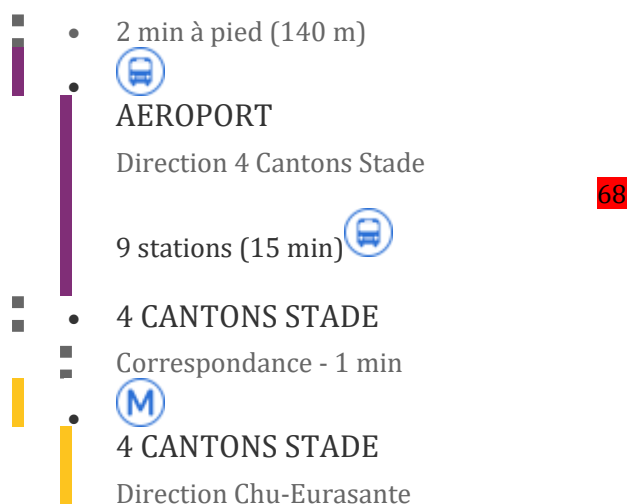 2 min à pied (140 m)
AEROPORT
Direction 4 Cantons Stade
68
9 stations (15 min)
4 CANTONS STADE
Correspondance - 1 min
M
4 CANTONS STADE
Direction Chu-Eurasante